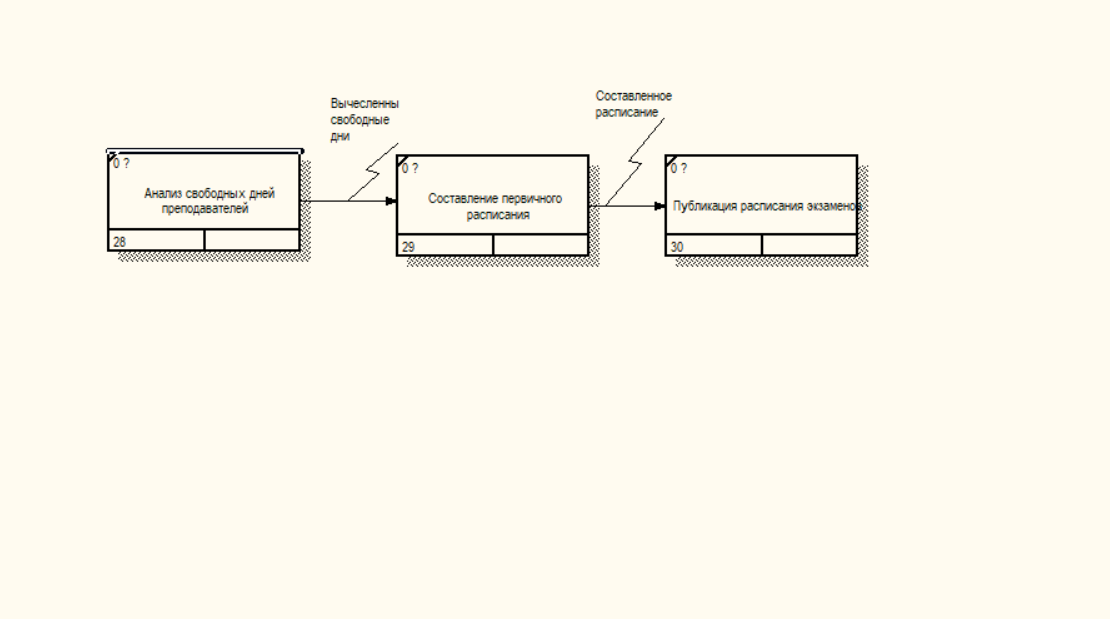 Вычесленны
свободные
дни
Составленное
расписание
0 ?
Анализ свободных дней
преподавателей
28
0 ?
Составление первичного
расписания
29
0 ?
Публикация расписания экзаменов
30